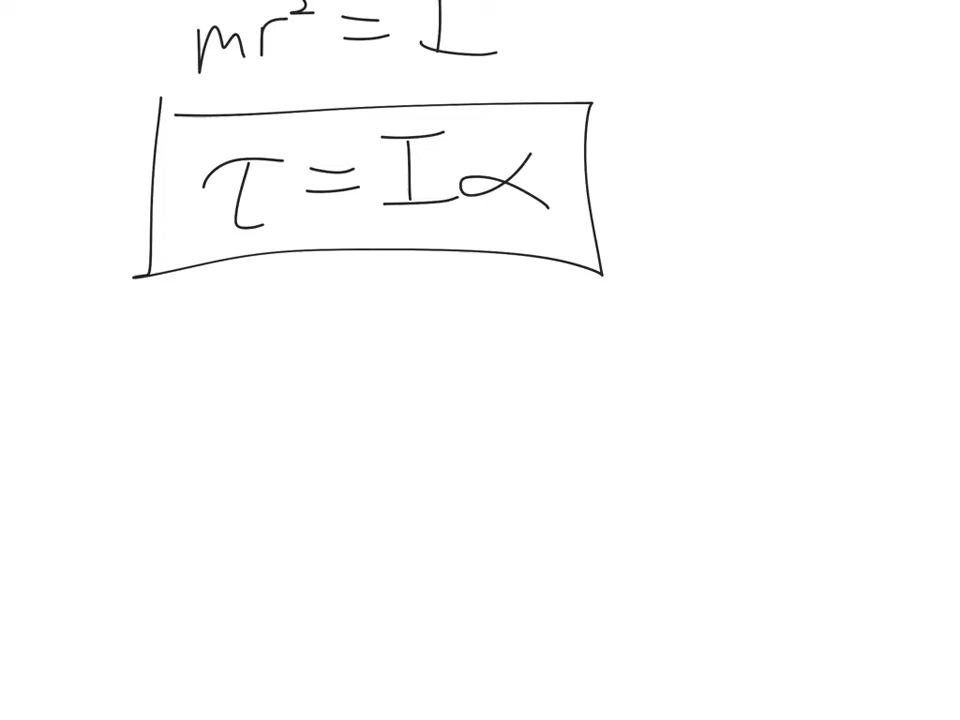 mr² = I
τ = Iα